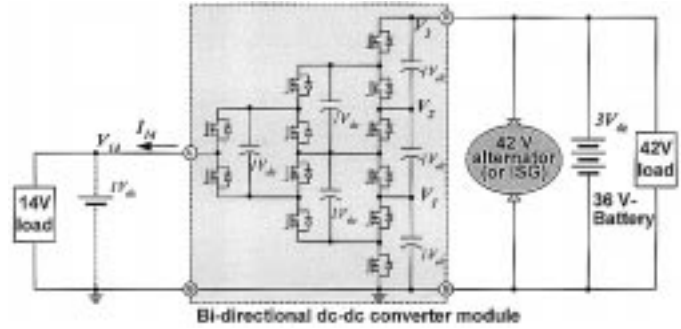 V3
1Vdc
V2
I14
V14
1Vdc
1Vdc
1Vdc
1Vdc
V1
1Vdc
1Vdc
14V
load
42 V
alternator
(or ISG)
3Vdc
36 V-
Battery
42V
load
Bi-directional dc-dc converter module